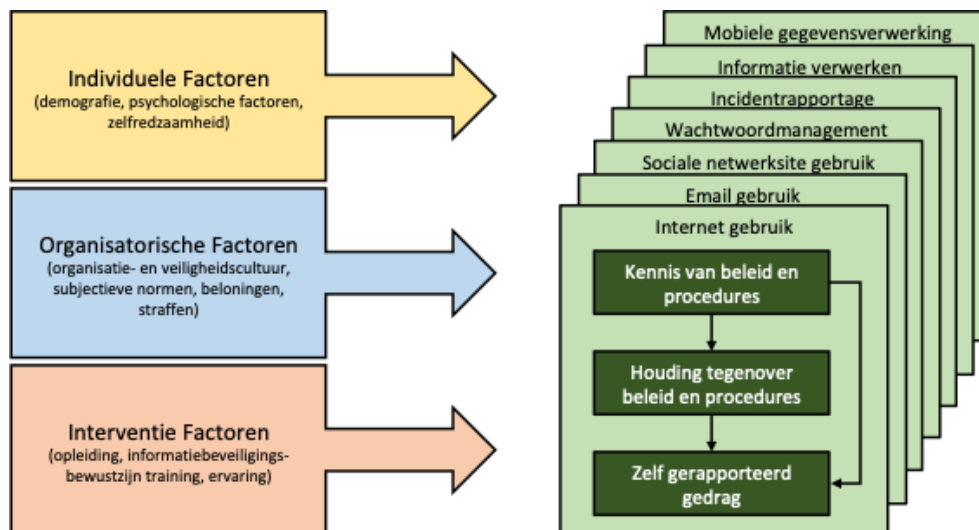 Individuele Factoren
(demografie, psychologische factoren,
zelfredzaamheid)
Organisatorische Factoren
(organisatie- en veiligheidscultuur,
subjectieve normen, beloningen,
straffen)
Interventie Factoren
(opleiding, informatiebeveiligings-
bewustzijn training, ervaring)
Mobiele gegevensverwerking
Informatie verwerken
Incidentrapportage
Wachtwoordmanagement
Sociale netwerksite gebruik
Email gebruik
Internet gebruik
Kennis van beleid en
procedures
Houding tegenover
beleid en procedures
Zelf gerapporteerd
gedrag